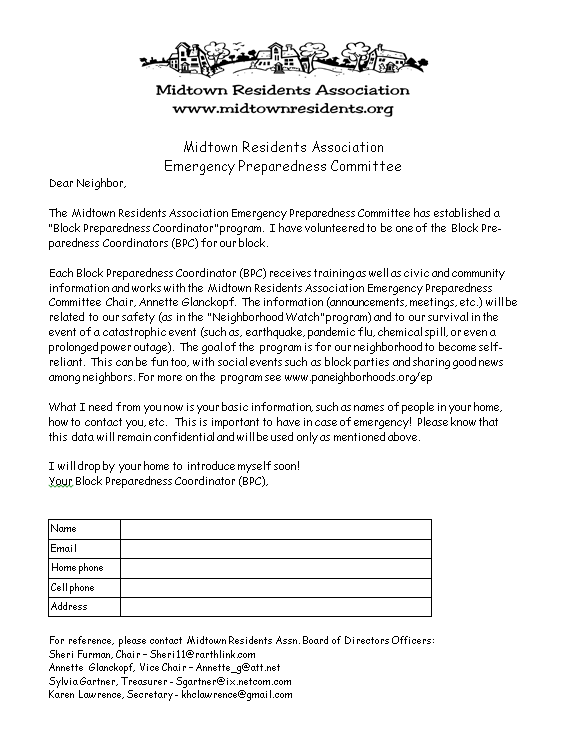 Midtown Residents Association
www.midtownresidents.org
Midtown Residents Association
Emergency Preparedness Committee
Dear Neighbor,
The Midtown Residents Association Emergency Preparedness Committee has established a
"Block Preparedness Coordinator" program. I have volunteered to be one of the Block Pre-
paredness Coordinators (BPC) for our block.
Each Block Preparedness Coordinator (BPC) receives training as well as civic and community
information and works with the Midtown Residents Association Emergency Preparedness
Committee Chair, Annette Glanckopf. The information (announcements, meetings, etc.) will be
related to our safety (as in the "Neighborhood Watch" program) and to our survival in the
event of a catastrophic event (such as, earthquake, pandemic flu, chemical spill, or even a
prolonged power outage). The goal of the program is for our neighborhood to become self-
reliant. This can be fun too, with social events such as block parties and sharing good news
among neighbors. For more on the program see www.paneighborhoods.org/ep
What I need from you now is your basic information, such as names of people in your home,
how to contact you, etc. This is important to have in case of emergency! Please know that
this data will remain confidential and will be used only as mentioned above.
I will drop by your home to introduce myself soon!
Your Block Preparedness Coordinator (BPC),
Name
Email
Home phone
Cell phone
Address
For reference, please contact Midtown Residents Assn. Board of Directors Officers:
Sheri Furman, Chair – Sheri11@rarthlink.com
Annette Glanckopf, Vice Chair – Annette_g@att.net
Sylvia Gartner, Treasurer - Sgartner@ix.netcom.com
Karen Lawrence, Secretary - khclawrence@gmail.com